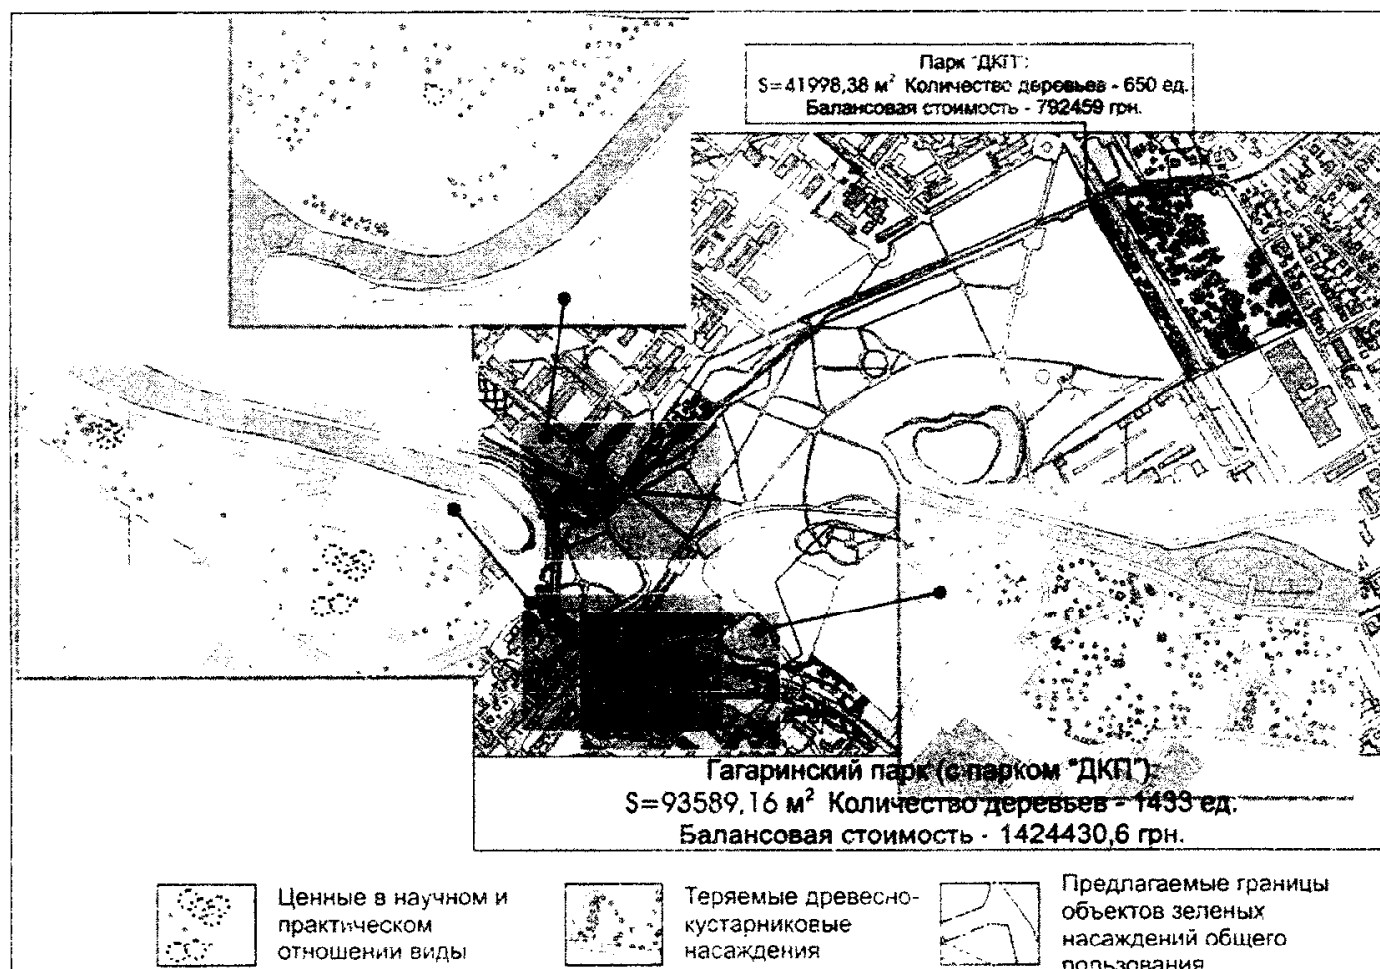 Парк "ДКП":
S=41998,38 м² Количество деревьев - 650 ед.
Балансовая стоимость - 792459 грн.
Гагаринский парк (с парком "ДКП"):
S=93589,16 м² Количество деревьев - 1433 ед.
Балансовая стоимость - 1424430,6 грн.
Ценные в научном и
практическом
отношении виды
Теряемые древесно-
кустарниковые
насаждения
Предлагаемые границы
объектов зеленых
насаждений общего
пользования